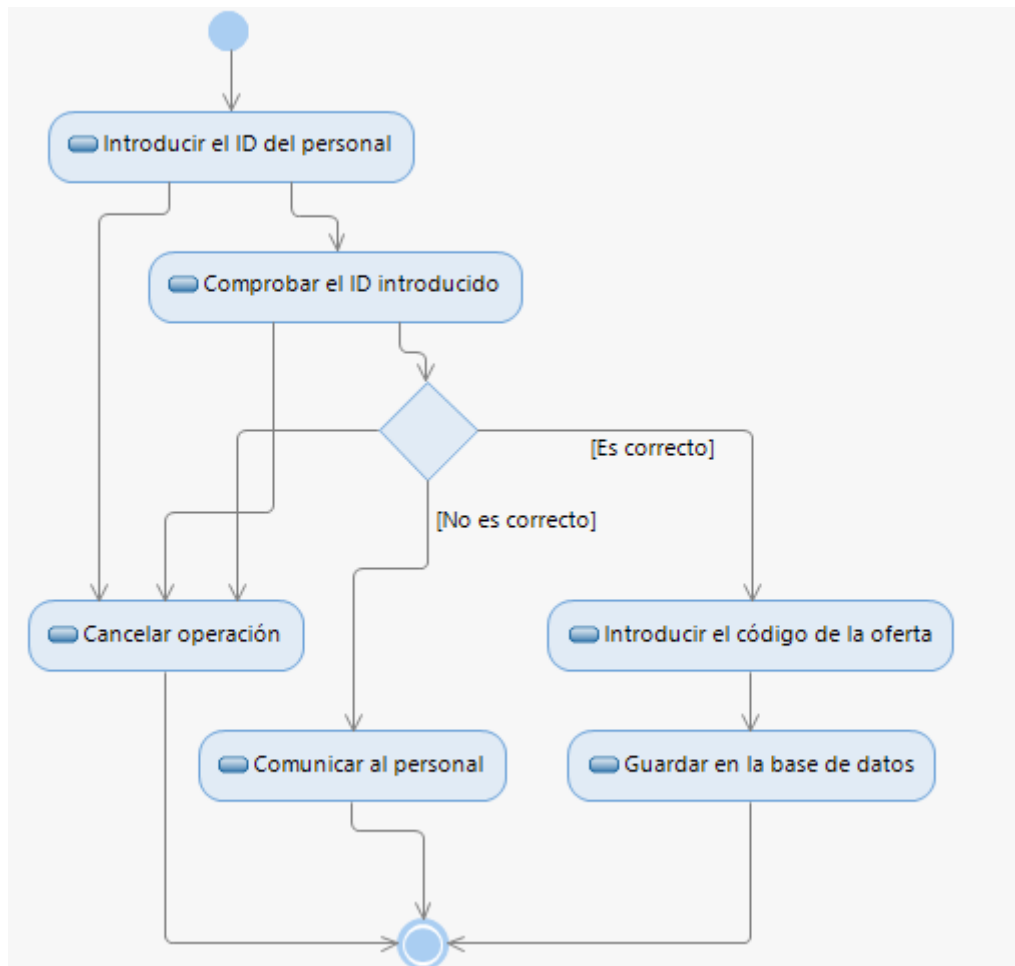 Introducir el ID del personal
Comprobar el ID introducido
[Es correcto]
[No es correcto]
Cancelar operación
Introducir el código de la oferta
Comunicar al personal
Guardar en la base de datos